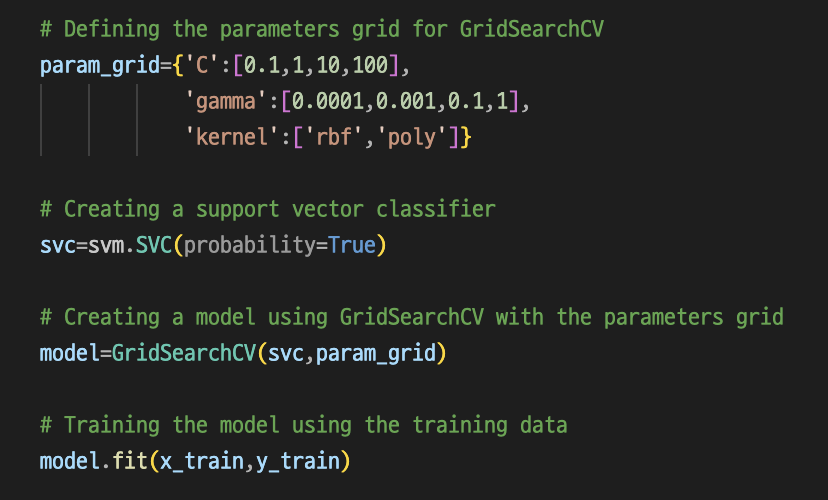 # Defining the parameters grid for GridSearchCV
param_grid={'C':[0.1,1,10,100],
            'gamma':[0.0001,0.001,0.1,1],
            'kernel':['rbf','poly']}
# Creating a support vector classifier
svc=svm.SVC(probability=True)
# Creating a model using GridSearchCV with the parameters grid
model=GridSearchCV(svc,param_grid)
# Training the model using the training data
model.fit(x_train,y_train)